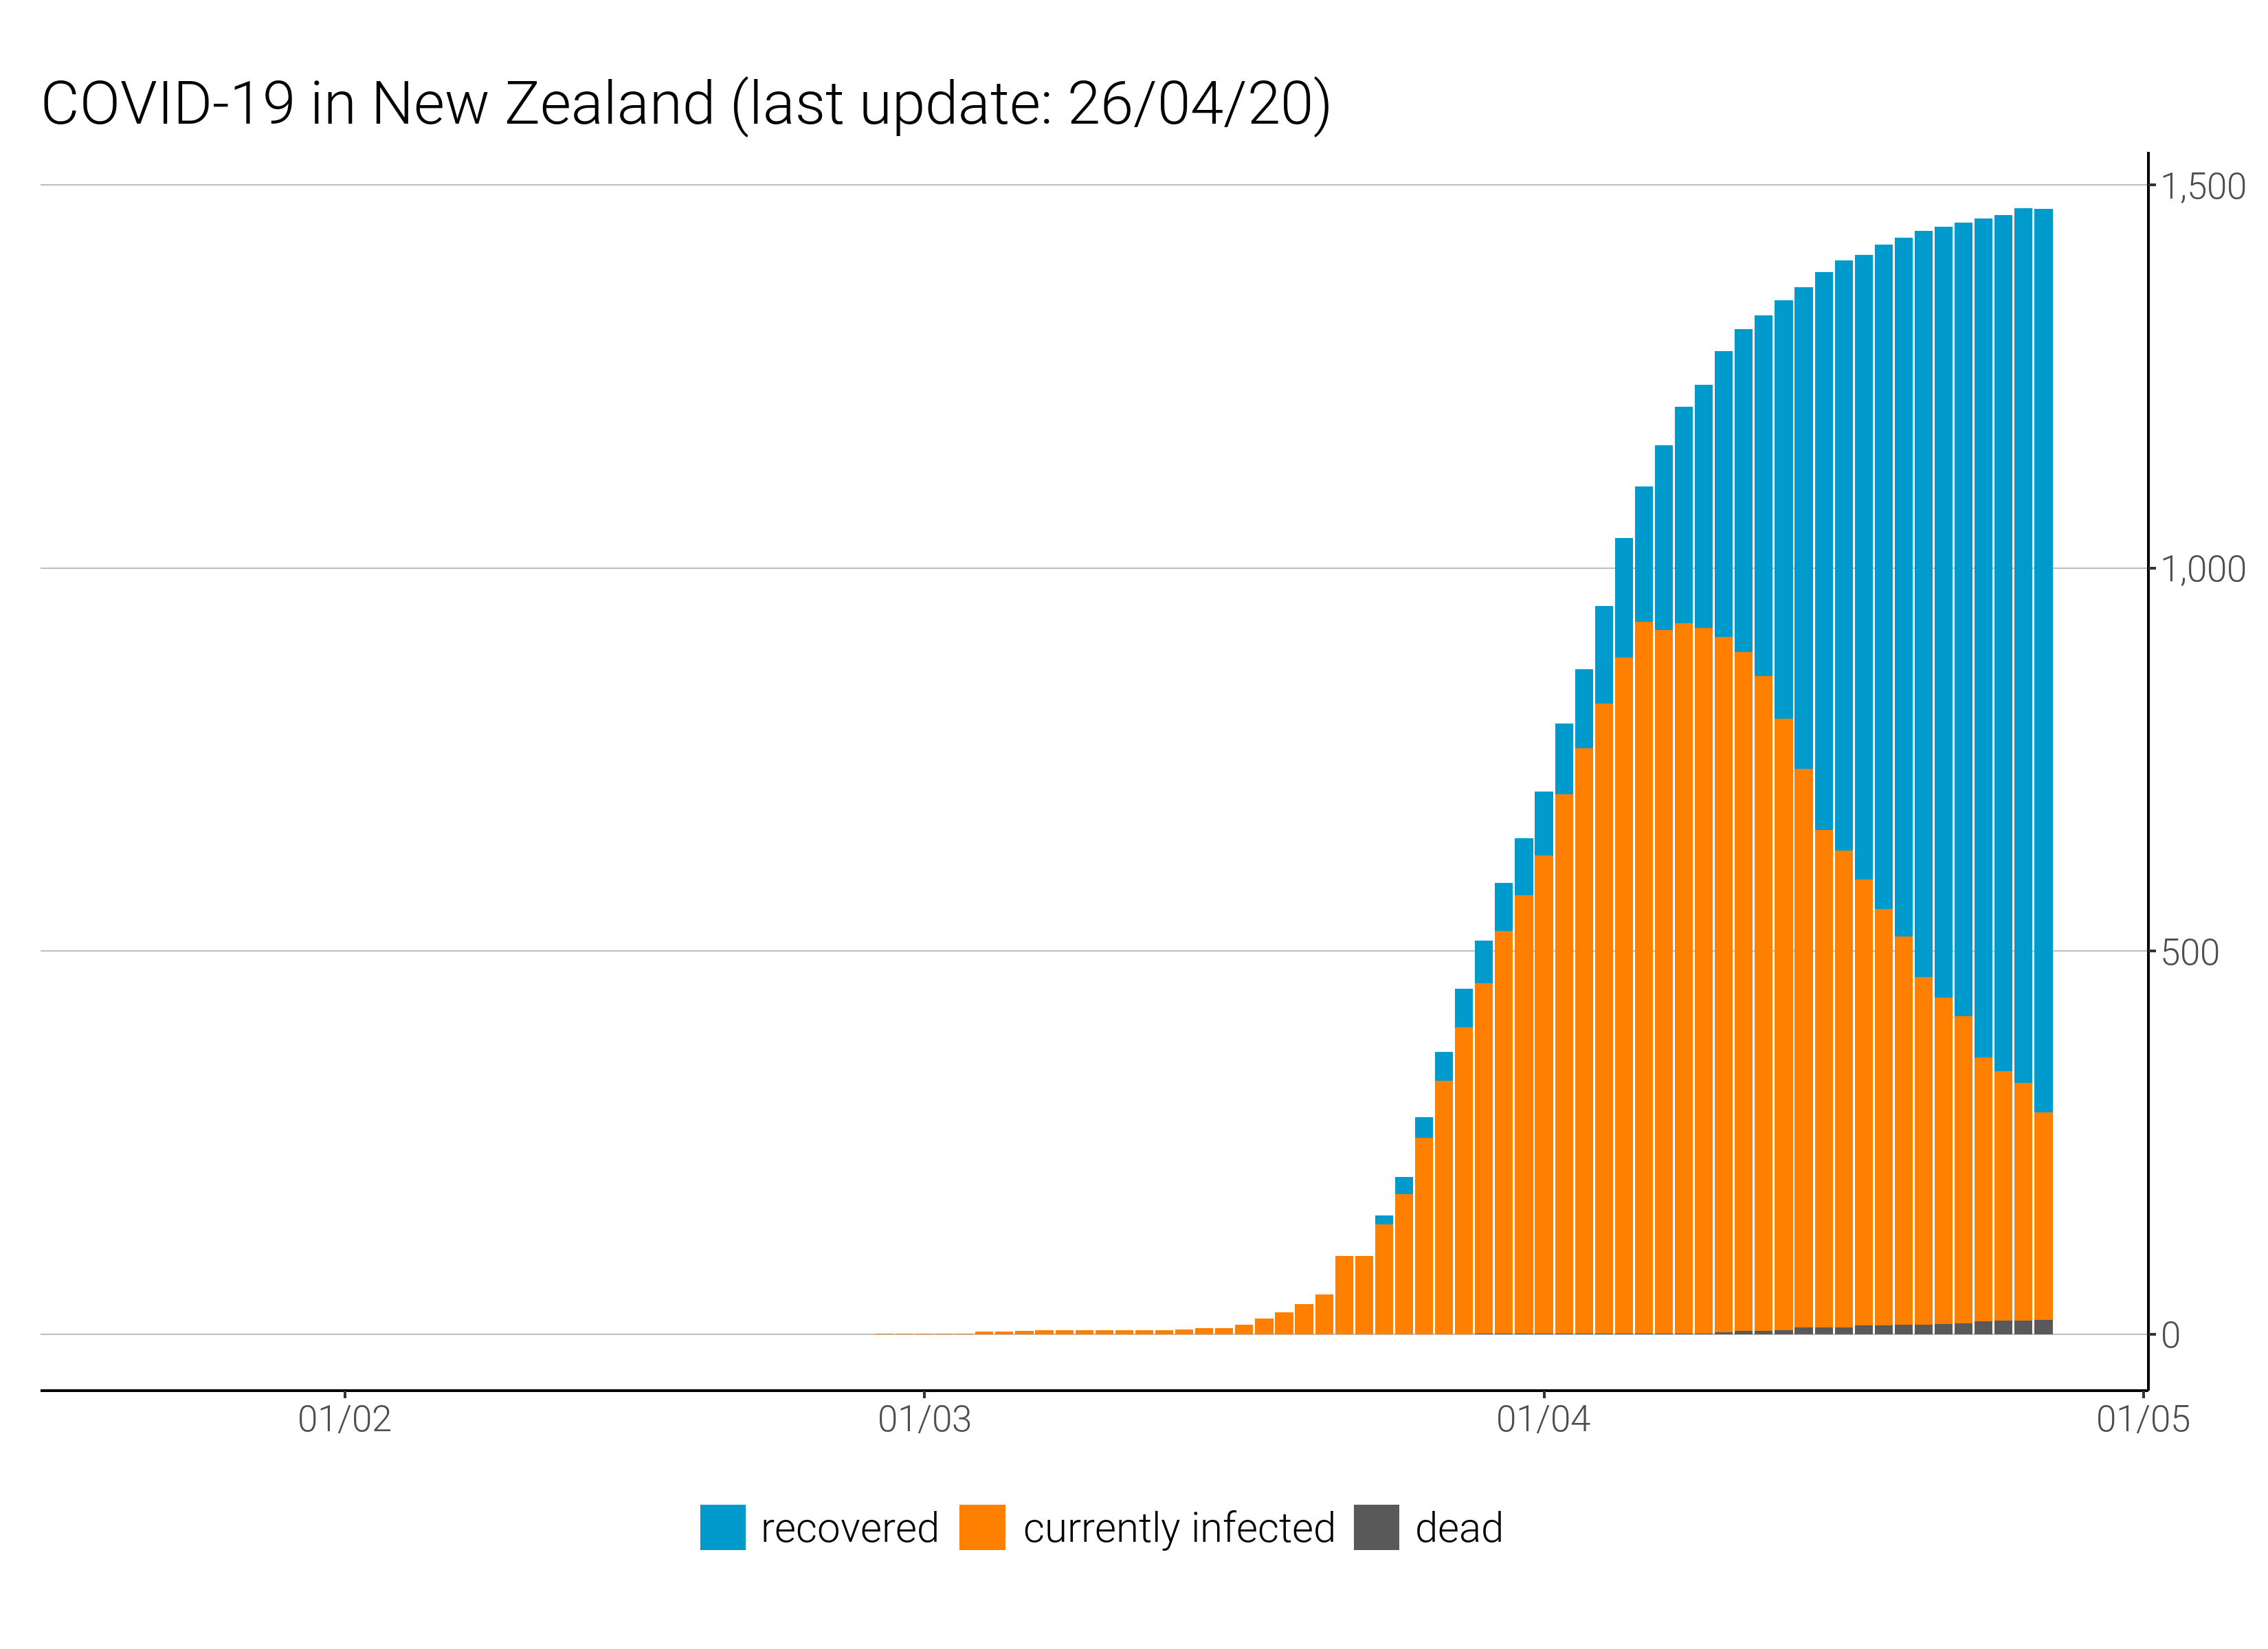 COVID-19 in New Zealand (last update: 26/04/20)
1,500
1,000
500
0
01/02 01/03 01/04 01/05
recovered currently infected dead